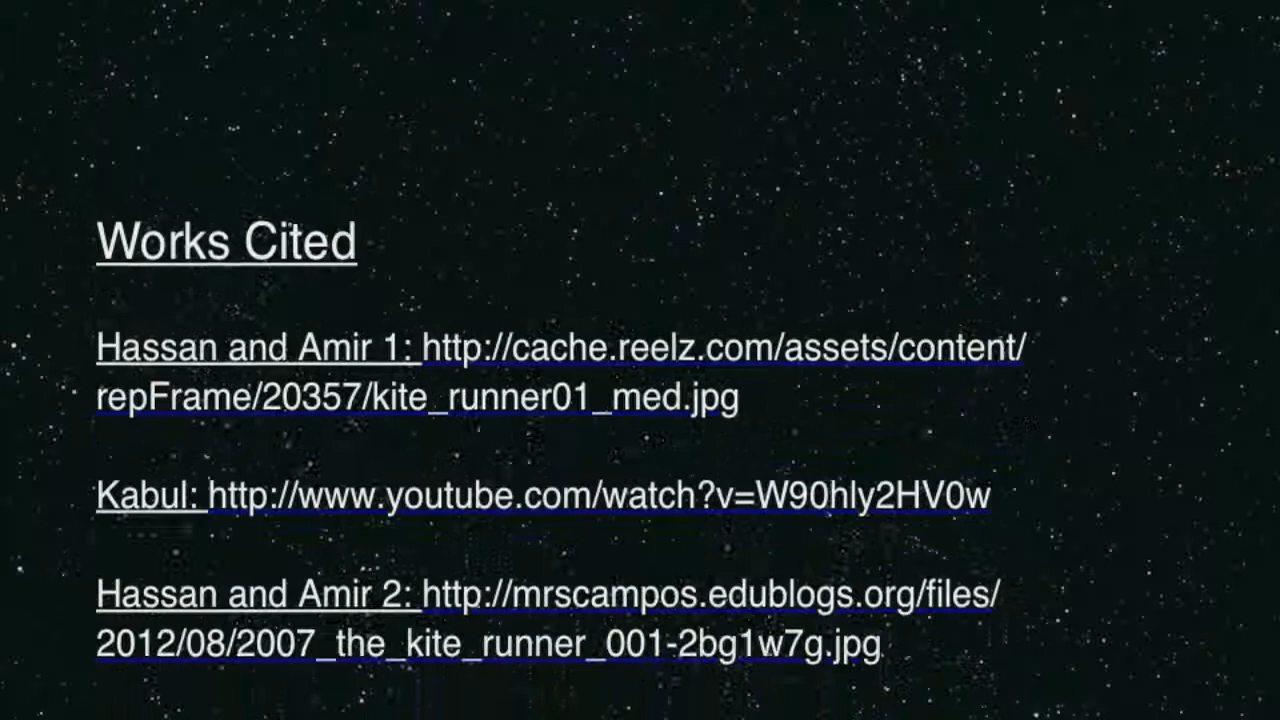 Works Cited
Hassan and Amir 1: http://cache.reelz.com/assets/content/
repFrame/20357/kite_runner01_med.jpg
Kabul: http://www.youtube.com/watch?v=W90hly2HV0w
Hassan and Amir 2: http://mrscampos.edublogs.org/files/
2012/08/2007_the_kite_runner_001-2bg1w7g.jpg